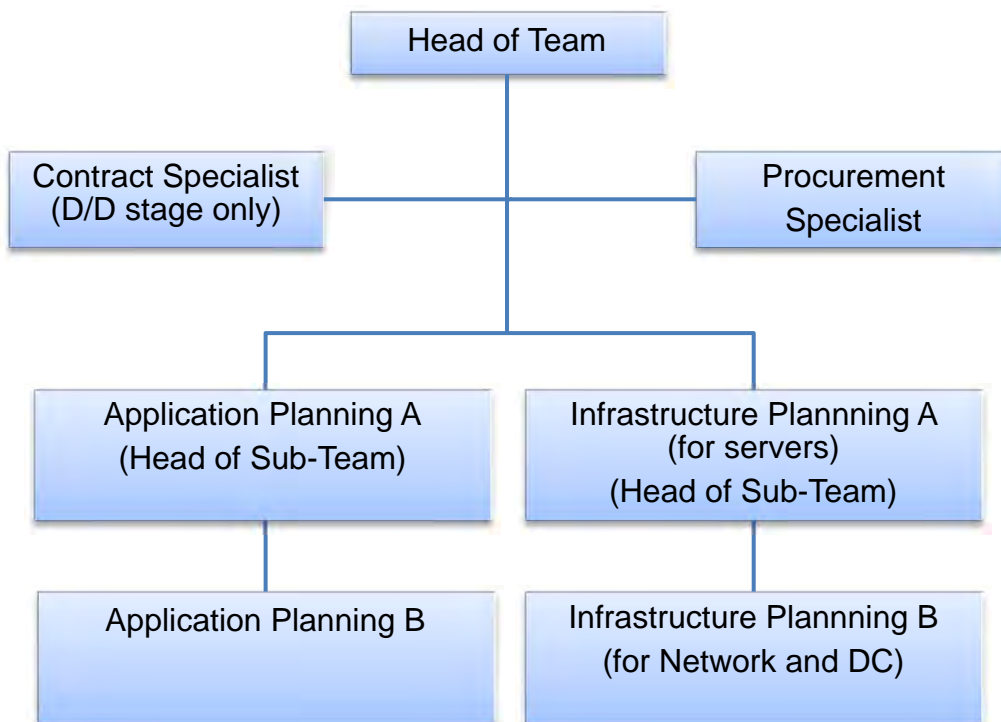 Head of Team
Contract Specialist
(D/D stage only)
Procurement
Specialist
Application Planning A
(Head of Sub-Team)
Infrastructure Plannning A
(for servers)
(Head of Sub-Team)
Application Planning B
Infrastructure Plannning B
(for Network and DC)